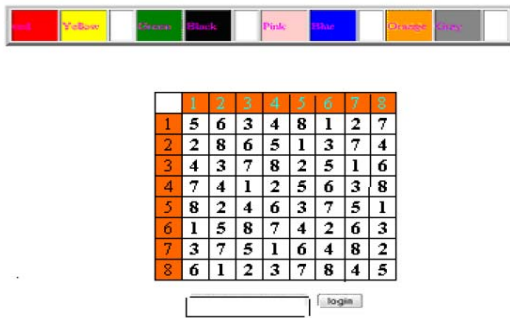 red Yellow Green Black Pink Blue Orange Gray
1 2 3 4 5 6 7 8
1 5 6 3 4 8 1 2 7
2 2 8 6 5 1 3 7 4
3 4 3 7 8 2 5 1 6
4 7 4 1 2 5 6 3 8
5 8 2 4 6 3 7 5 1
6 1 5 8 7 4 2 6 3
7 3 7 5 1 6 4 8 2
8 6 1 2 3 7 8 4 5
login